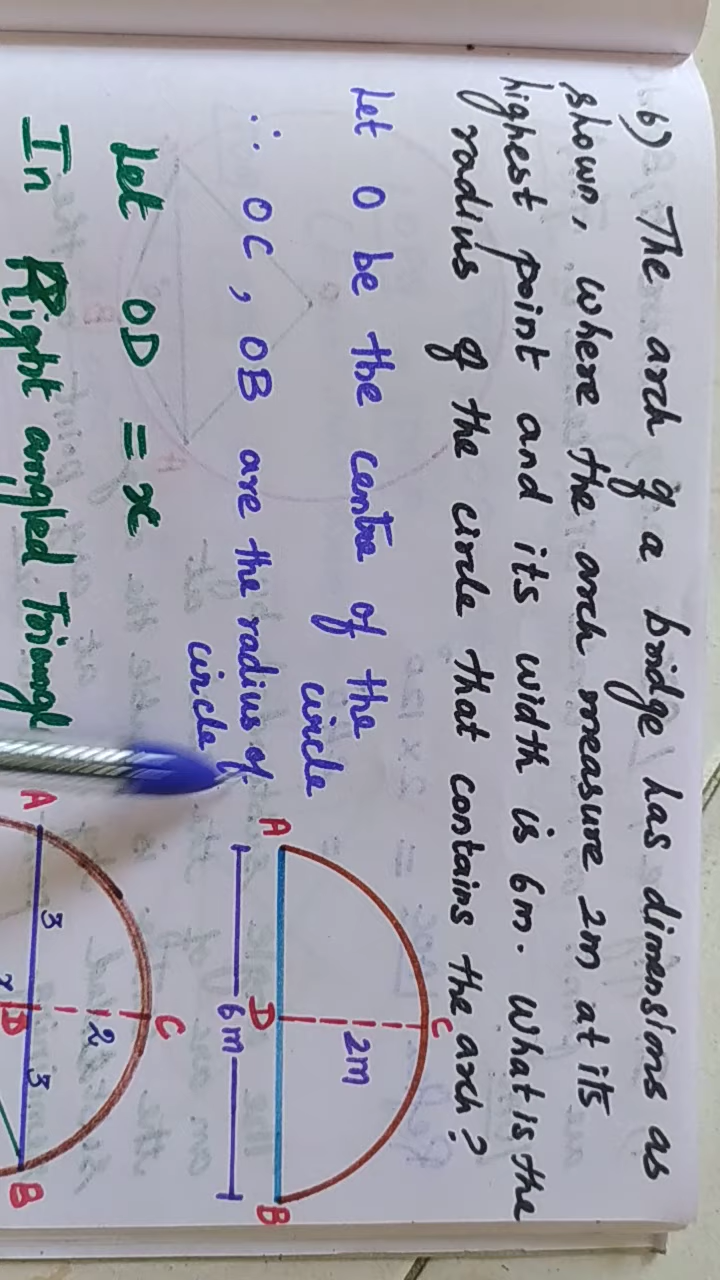 b) The arch of a bridge has dimensions as
shown, where the arch measure 2m at its
highest point and its width is 6m. What is the
radius of the circle that contains the arch?
Let O be the centre of the
circle
∴ OC, OB are the radius of
circle
Let OD = x
In Right angled Triangl
A
C
2m
D
B
6m
A
C
2
3
D
3
B
x